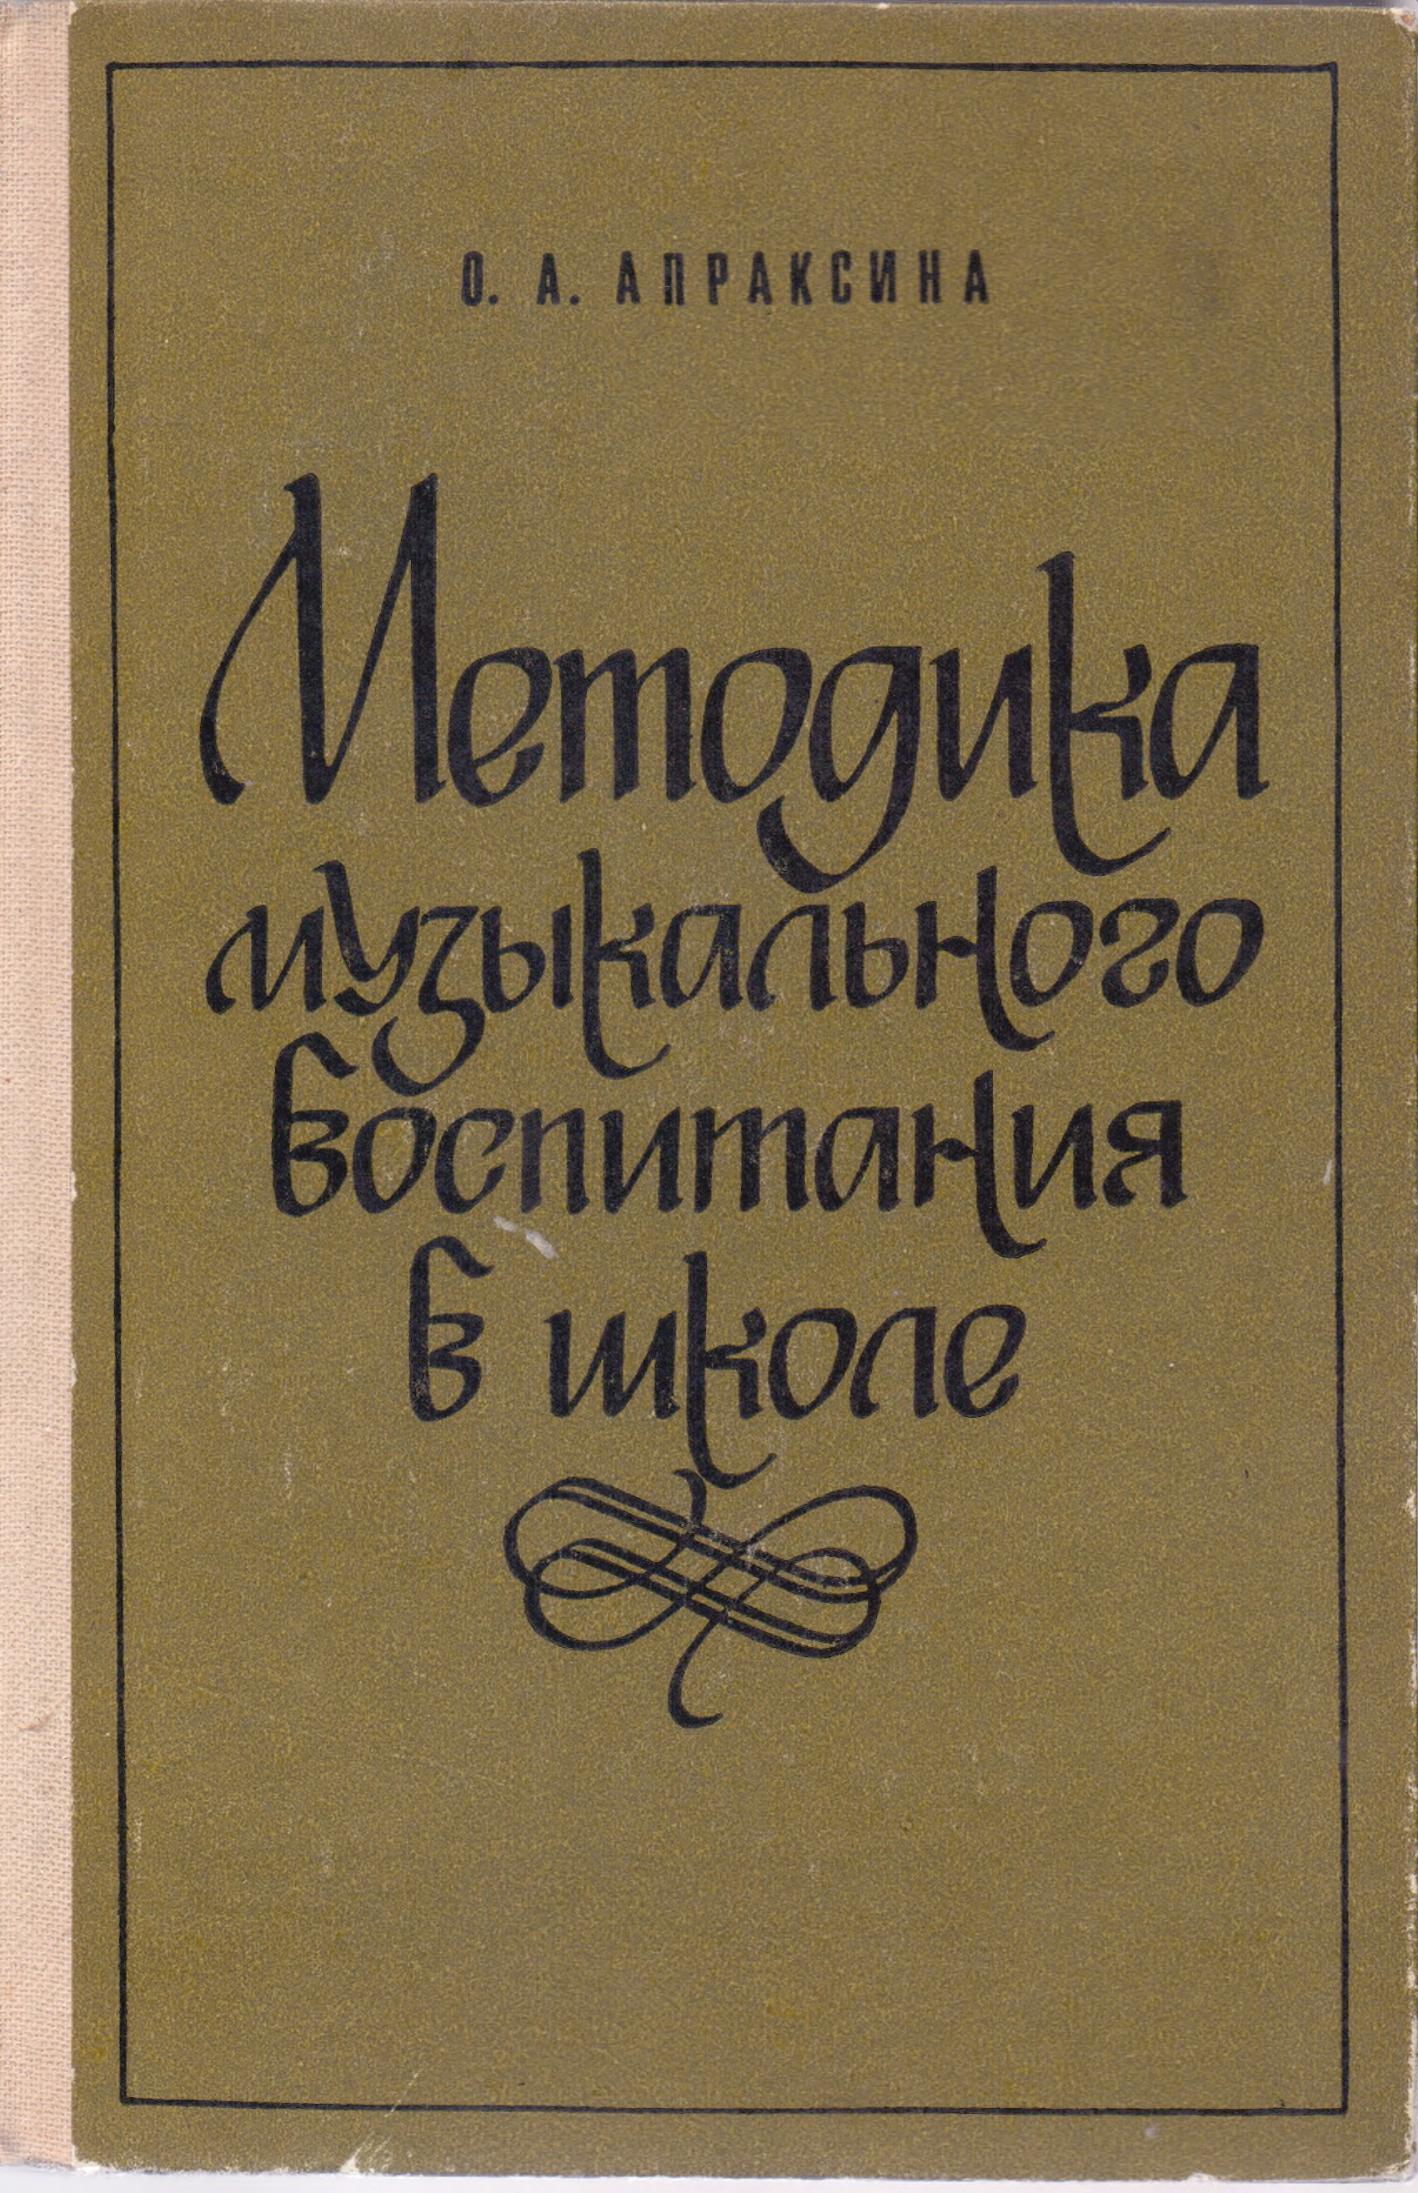 О. А. АПРАКСИНА
Методика
музыкального
воспитания
в школе